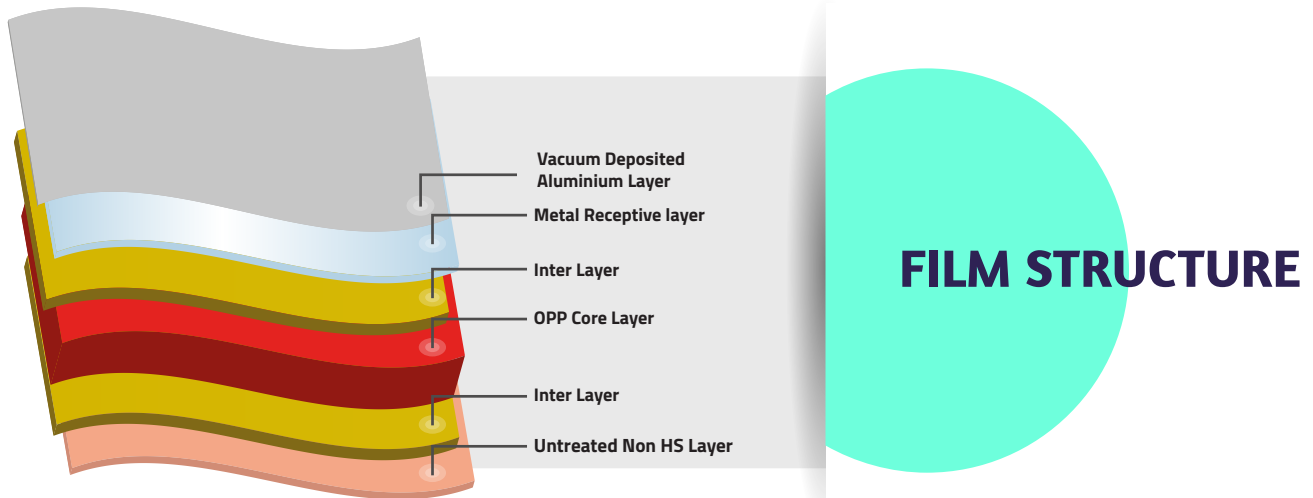 Vacuum Deposited
Aluminium Layer
Metal Receptive layer
Inter Layer
OPP Core Layer
Inter Layer
Untreated Non HS Layer
FILM STRUCTURE